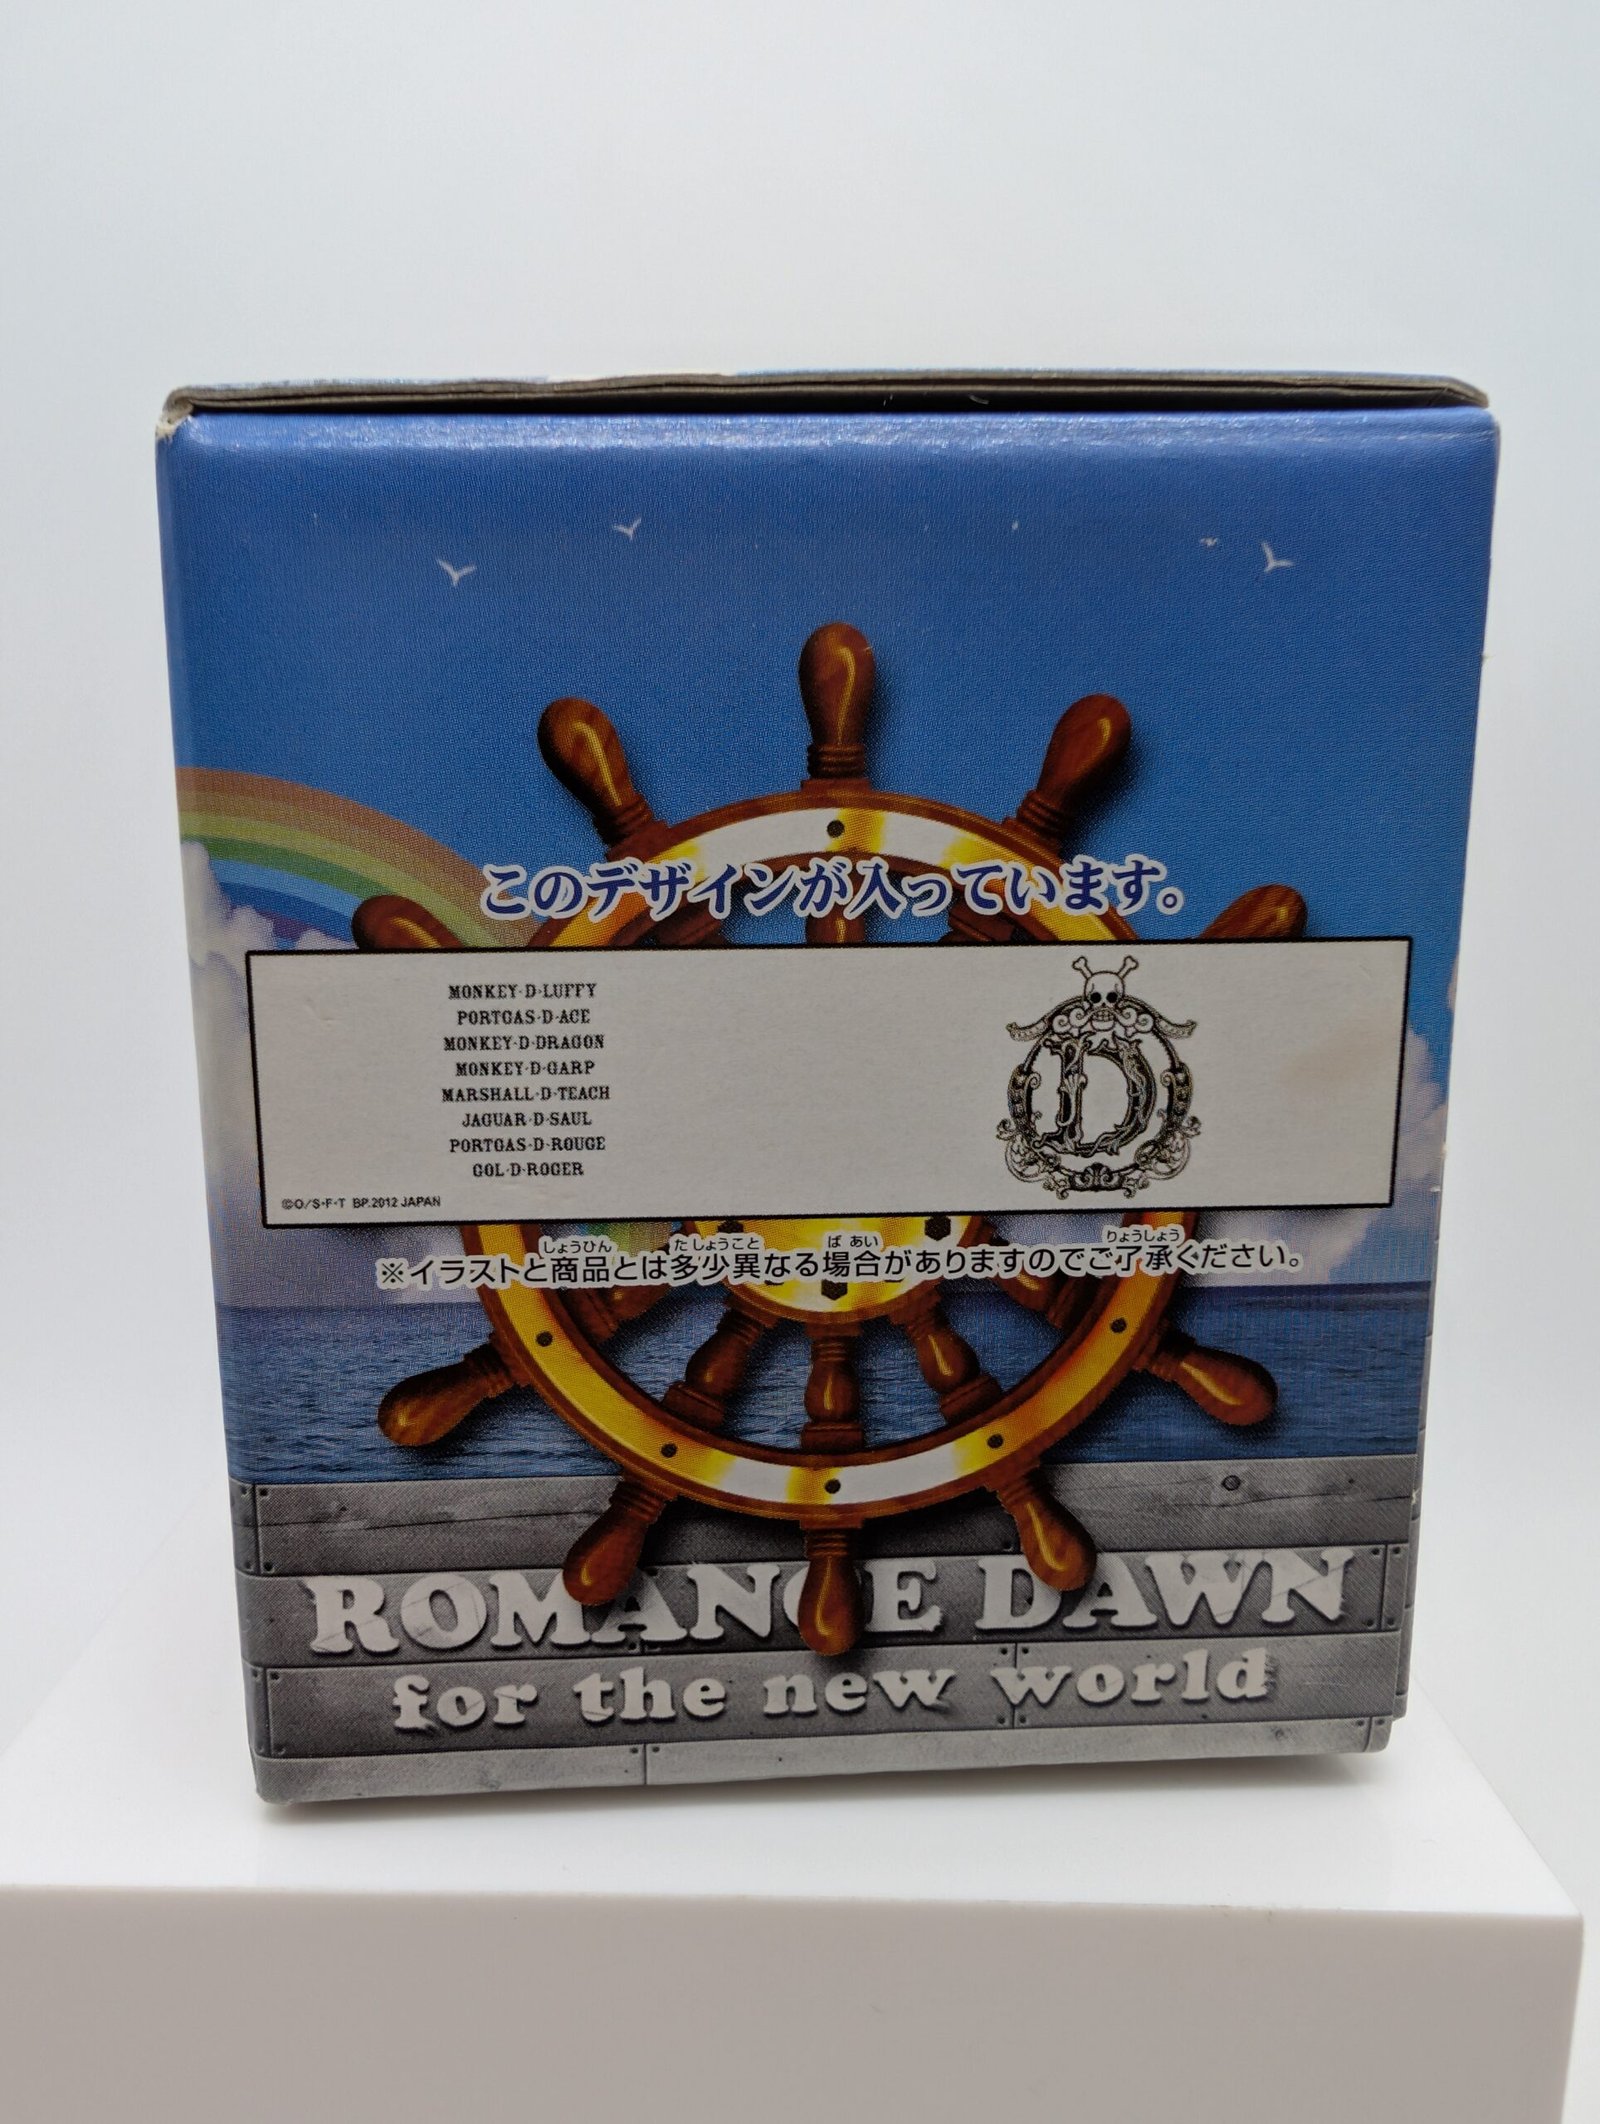 このデザインが入っています。
MONKEY·D·LUFFY
PORTGAS·D·ACE
MONKEY·D·DRAGON
MONKEY·D·GARP
MARSHALL·D·TEACH
JAGUAR·D·SAUL
PORTGAS·D·ROUGE
GOL·D·ROGER
D
©O/S·F·T BP.2012 JAPAN
しょうひん た しょうこと ば あい りょうしょう
※イラストと商品とは多少異なる場合がありますのでご了承ください。
ROMANCE DAWN
for the new world